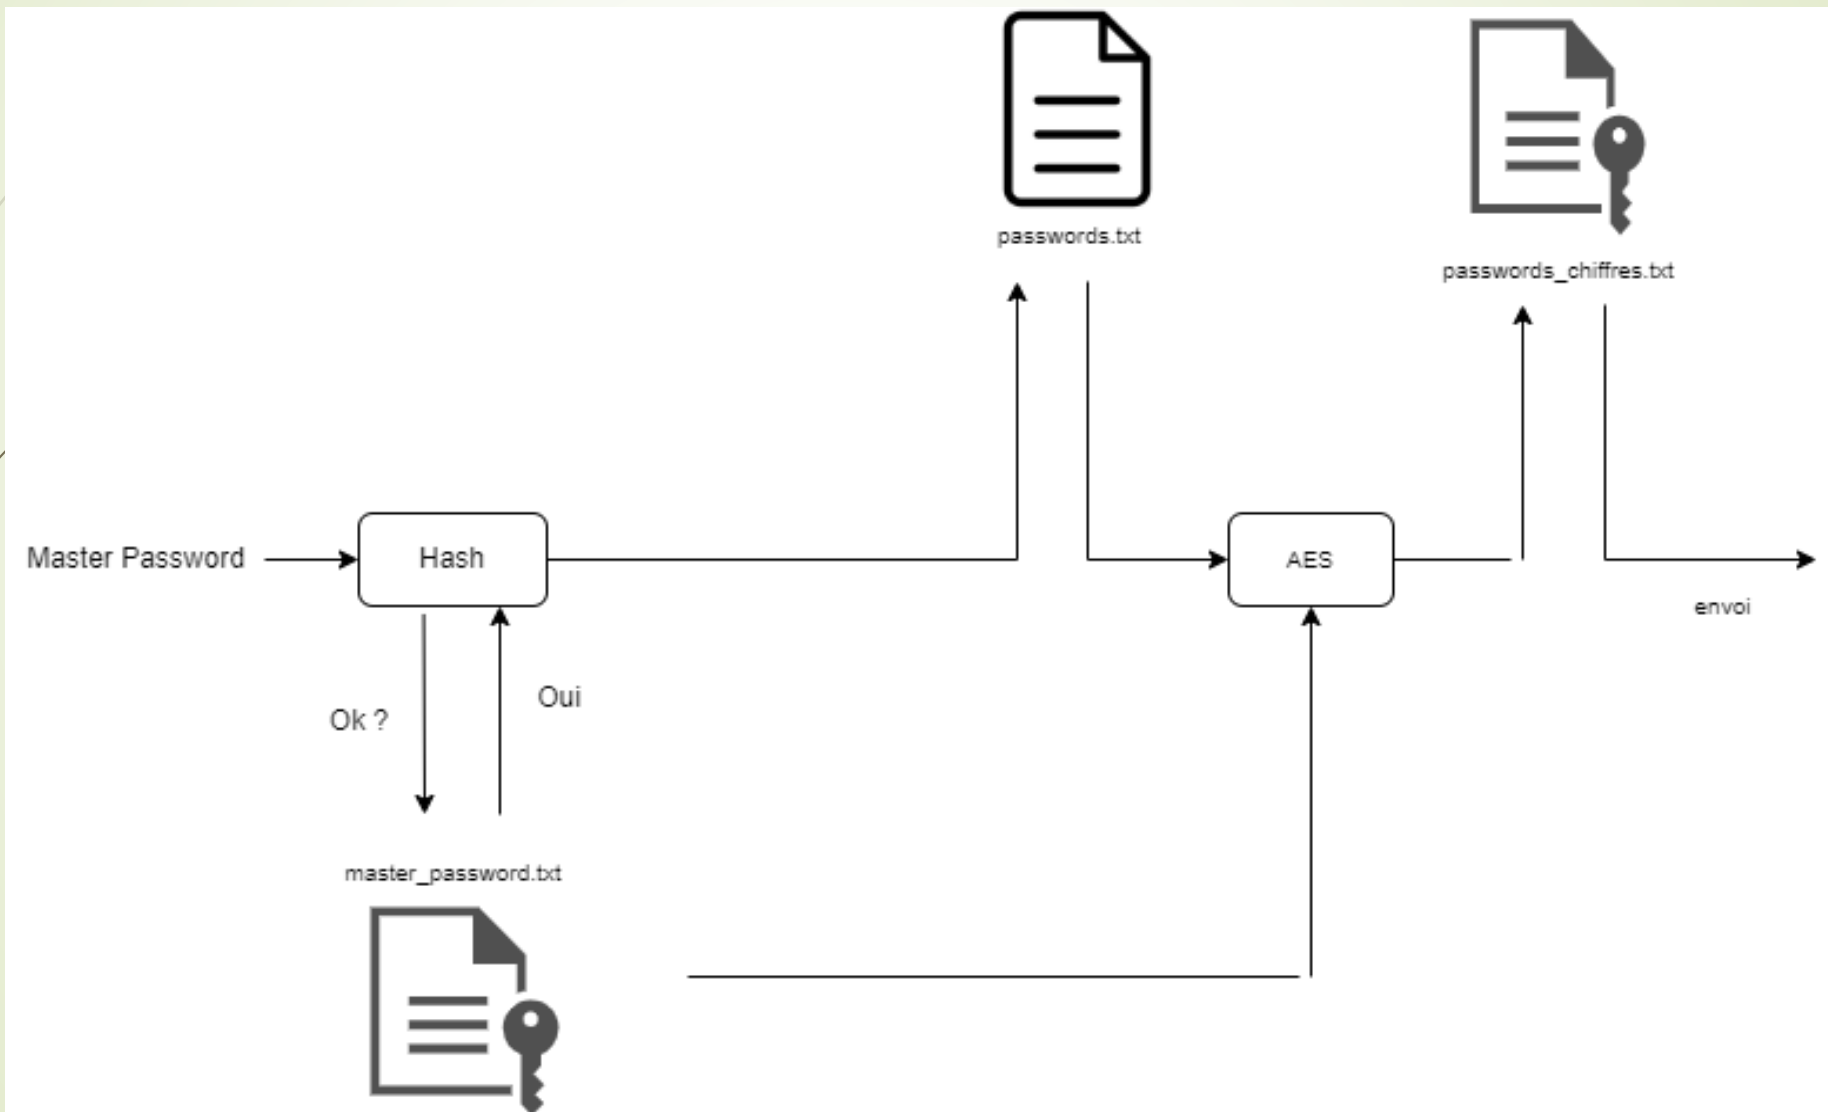 passwords.txt
passwords_chiffres.txt
Master Password
Hash
AES
envoi
Ok ?
Oui
master_password.txt